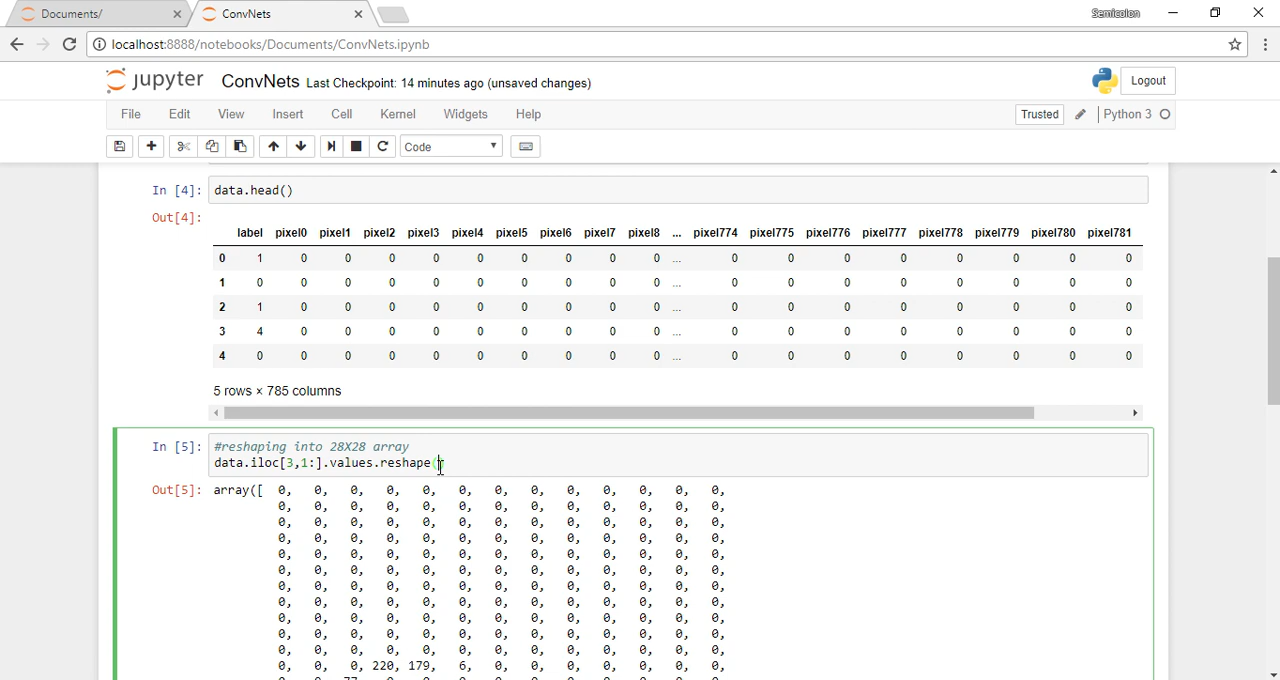 Documents/ ConvNets Semicolon
localhost:8888/notebooks/Documents/ConvNets.ipynb
jupyter ConvNets Last Checkpoint: 14 minutes ago (unsaved changes) Logout
File Edit View Insert Cell Kernel Widgets Help Trusted Python 3
Code
In [4]: data.head()
Out[4]:
label pixel0 pixel1 pixel2 pixel3 pixel4 pixel5 pixel6 pixel7 pixel8 ... pixel774 pixel775 pixel776 pixel777 pixel778 pixel779 pixel780 pixel781
0 1 0 0 0 0 0 0 0 0 0 ... 0 0 0 0 0 0 0 0
1 0 0 0 0 0 0 0 0 0 0 ... 0 0 0 0 0 0 0 0
2 1 0 0 0 0 0 0 0 0 0 ... 0 0 0 0 0 0 0 0
3 4 0 0 0 0 0 0 0 0 0 ... 0 0 0 0 0 0 0 0
4 0 0 0 0 0 0 0 0 0 0 ... 0 0 0 0 0 0 0 0
5 rows × 785 columns
In [5]: #reshaping into 28X28 array
data.iloc[3,1:].values.reshape(
Out[5]: array([ 0, 0, 0, 0, 0, 0, 0, 0, 0, 0, 0, 0, 0,
0, 0, 0, 0, 0, 0, 0, 0, 0, 0, 0, 0, 0,
0, 0, 0, 0, 0, 0, 0, 0, 0, 0, 0, 0, 0,
0, 0, 0, 0, 0, 0, 0, 0, 0, 0, 0, 0, 0,
0, 0, 0, 0, 0, 0, 0, 0, 0, 0, 0, 0, 0,
0, 0, 0, 0, 0, 0, 0, 0, 0, 0, 0, 0, 0,
0, 0, 0, 0, 0, 0, 0, 0, 0, 0, 0, 0, 0,
0, 0, 0, 0, 0, 0, 0, 0, 0, 0, 0, 0, 0,
0, 0, 0, 0, 0, 0, 0, 0, 0, 0, 0, 0, 0,
0, 0, 0, 0, 0, 0, 0, 0, 0, 0, 0, 0, 0,
0, 0, 0, 0, 0, 0, 0, 0, 0, 0, 0, 0, 0,
0, 0, 0, 220, 179, 6, 0, 0, 0, 0, 0, 0, 0,